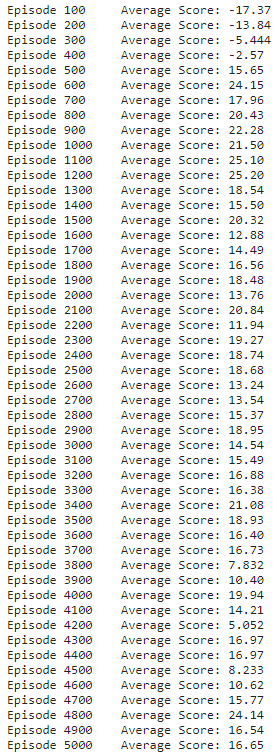 Episode 100 Average Score: -17.37
Episode 200 Average Score: -13.84
Episode 300 Average Score: -5.444
Episode 400 Average Score: -2.57
Episode 500 Average Score: 15.65
Episode 600 Average Score: 24.15
Episode 700 Average Score: 17.96
Episode 800 Average Score: 20.43
Episode 900 Average Score: 22.28
Episode 1000 Average Score: 21.50
Episode 1100 Average Score: 25.10
Episode 1200 Average Score: 25.20
Episode 1300 Average Score: 18.54
Episode 1400 Average Score: 15.50
Episode 1500 Average Score: 20.32
Episode 1600 Average Score: 12.88
Episode 1700 Average Score: 14.49
Episode 1800 Average Score: 16.56
Episode 1900 Average Score: 18.48
Episode 2000 Average Score: 13.76
Episode 2100 Average Score: 20.84
Episode 2200 Average Score: 11.94
Episode 2300 Average Score: 19.27
Episode 2400 Average Score: 18.74
Episode 2500 Average Score: 18.68
Episode 2600 Average Score: 13.24
Episode 2700 Average Score: 13.54
Episode 2800 Average Score: 15.37
Episode 2900 Average Score: 18.95
Episode 3000 Average Score: 14.54
Episode 3100 Average Score: 15.49
Episode 3200 Average Score: 16.88
Episode 3300 Average Score: 16.38
Episode 3400 Average Score: 21.08
Episode 3500 Average Score: 18.93
Episode 3600 Average Score: 16.40
Episode 3700 Average Score: 16.73
Episode 3800 Average Score: 7.832
Episode 3900 Average Score: 10.40
Episode 4000 Average Score: 19.94
Episode 4100 Average Score: 14.21
Episode 4200 Average Score: 5.052
Episode 4300 Average Score: 16.97
Episode 4400 Average Score: 16.97
Episode 4500 Average Score: 8.233
Episode 4600 Average Score: 10.62
Episode 4700 Average Score: 15.77
Episode 4800 Average Score: 24.14
Episode 4900 Average Score: 16.54
Episode 5000 Average Score: 16.65